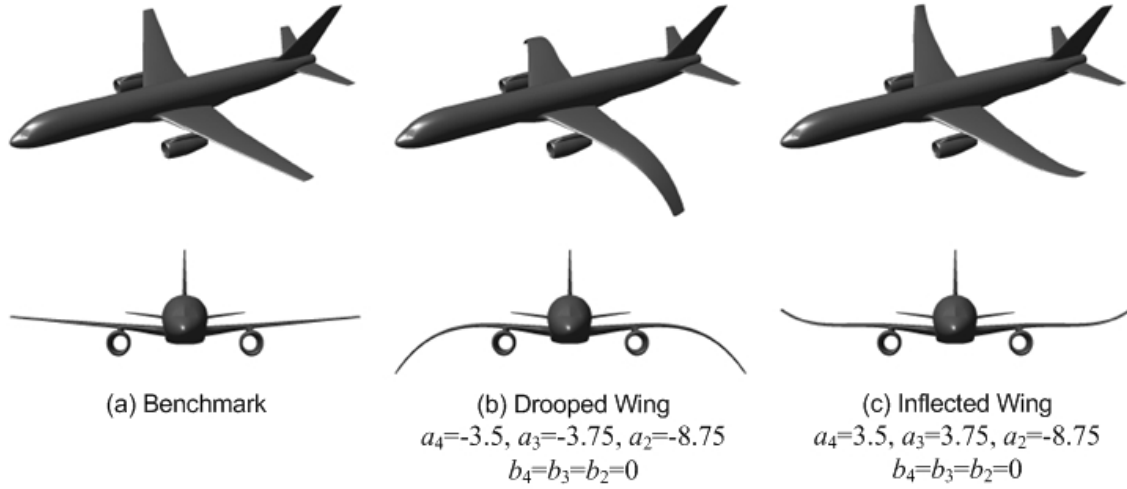 (a) Benchmark
(b) Drooped Wing
a₄=-3.5, a₃=-3.75, a₂=-8.75
b₄=b₃=b₂=0
(c) Inflected Wing
a₄=3.5, a₃=3.75, a₂=-8.75
b₄=b₃=b₂=0